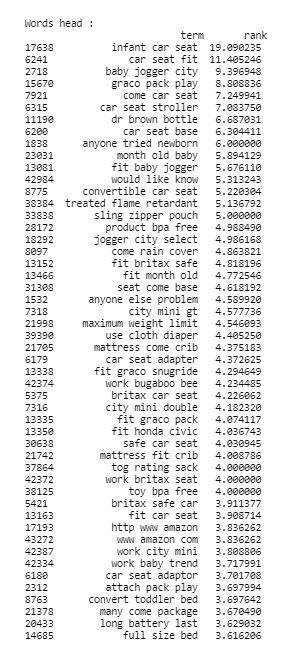 Words head :
term rank
17638 infant car seat 19.090235
6241 car seat fit 11.405246
2718 baby jogger city 9.396948
15670 graco pack play 8.808836
7921 come car seat 7.249941
6315 car seat stroller 7.083750
11190 dr brown bottle 6.687031
6200 car seat base 6.304411
1838 anyone tried newborn 6.000000
23031 month old baby 5.894129
13081 fit baby jogger 5.676110
42984 would like know 5.313243
8775 convertible car seat 5.220304
38384 treated flame retardant 5.136792
33838 sling zipper pouch 5.000000
28172 product bpa free 4.988490
18292 jogger city select 4.986168
8097 come rain cover 4.863821
13152 fit britax safe 4.818196
13466 fit month old 4.772546
31308 seat come base 4.618192
1532 anyone else problem 4.589920
7318 city mini gt 4.577736
21998 maximum weight limit 4.546093
39390 use cloth diaper 4.405250
21705 mattress come crib 4.375183
6179 car seat adapter 4.372625
13338 fit graco snugride 4.294649
42374 work bugaboo bee 4.234485
5375 britax car seat 4.226062
7316 city mini double 4.182320
13335 fit graco pack 4.074117
13350 fit honda civic 4.036743
30638 safe car seat 4.030945
21742 mattress fit crib 4.008786
37864 tog rating sack 4.000000
42372 work britax seat 4.000000
38125 toy bpa free 4.000000
5421 britax safe car 3.911377
13163 fit car seat 3.908714
17193 http www amazon 3.836262
43272 www amazon com 3.836262
42387 work city mini 3.808806
42334 work baby trend 3.717991
6180 car seat adaptor 3.701708
2312 attach pack play 3.697994
8763 convert toddler bed 3.697642
21378 many come package 3.670490
20433 long battery last 3.629032
14685 full size bed 3.616206